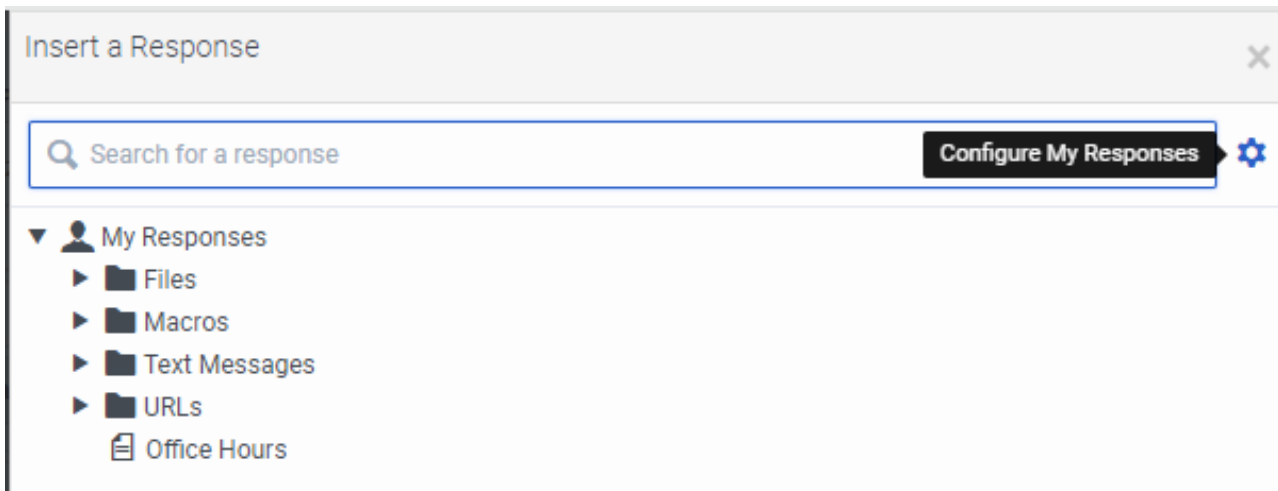 Insert a Response
Search for a response Configure My Responses
My Responses
Files
Macros
Text Messages
URLs
Office Hours